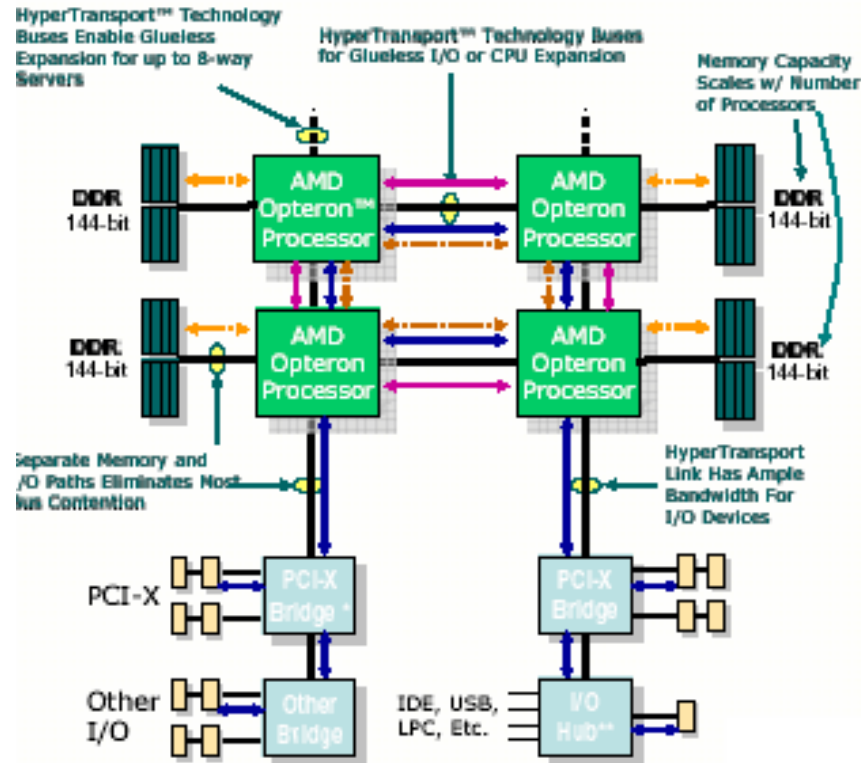 HyperTransport™ Technology
Buses Enable Glueless
Expansion for up to 8-way
Servers
HyperTransport™ Technology Buses
for Glueless I/O or CPU Expansion
Memory Capacity
Scales w/ Number
of Processors
DDR
144-bit
AMD
Opteron™
Processor
AMD
Opteron
Processor
DDR
144-bit
DDR
144-bit
AMD
Opteron
Processor
AMD
Opteron
Processor
DDR
144-bit
Separate Memory and
I/O Paths Eliminates Most
Bus Contention
HyperTransport
Link Has Ample
Bandwidth For
I/O Devices
PCI-X
PCI-X
Bridge *
PCI-X
Bridge
Other
I/O
Other
Bridge
IDE, USB,
LPC, Etc.
I/O
Hub**